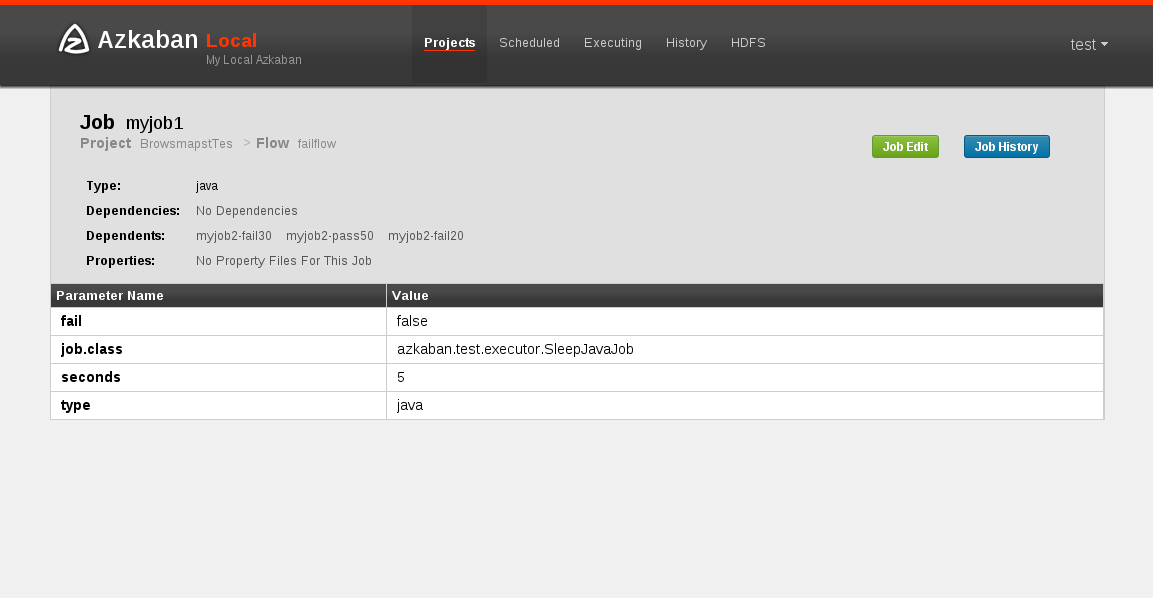 Azkaban Local
My Local Azkaban
Projects Scheduled Executing History HDFS
test
Job myjob1
Project BrowsmapstTes > Flow failflow
Job Edit Job History
Type: java
Dependencies: No Dependencies
Dependents: myjob2-fail30 myjob2-pass50 myjob2-fail20
Properties: No Property Files For This Job
Parameter Name Value
fail false
job.class azkaban.test.executor.SleepJavaJob
seconds 5
type java